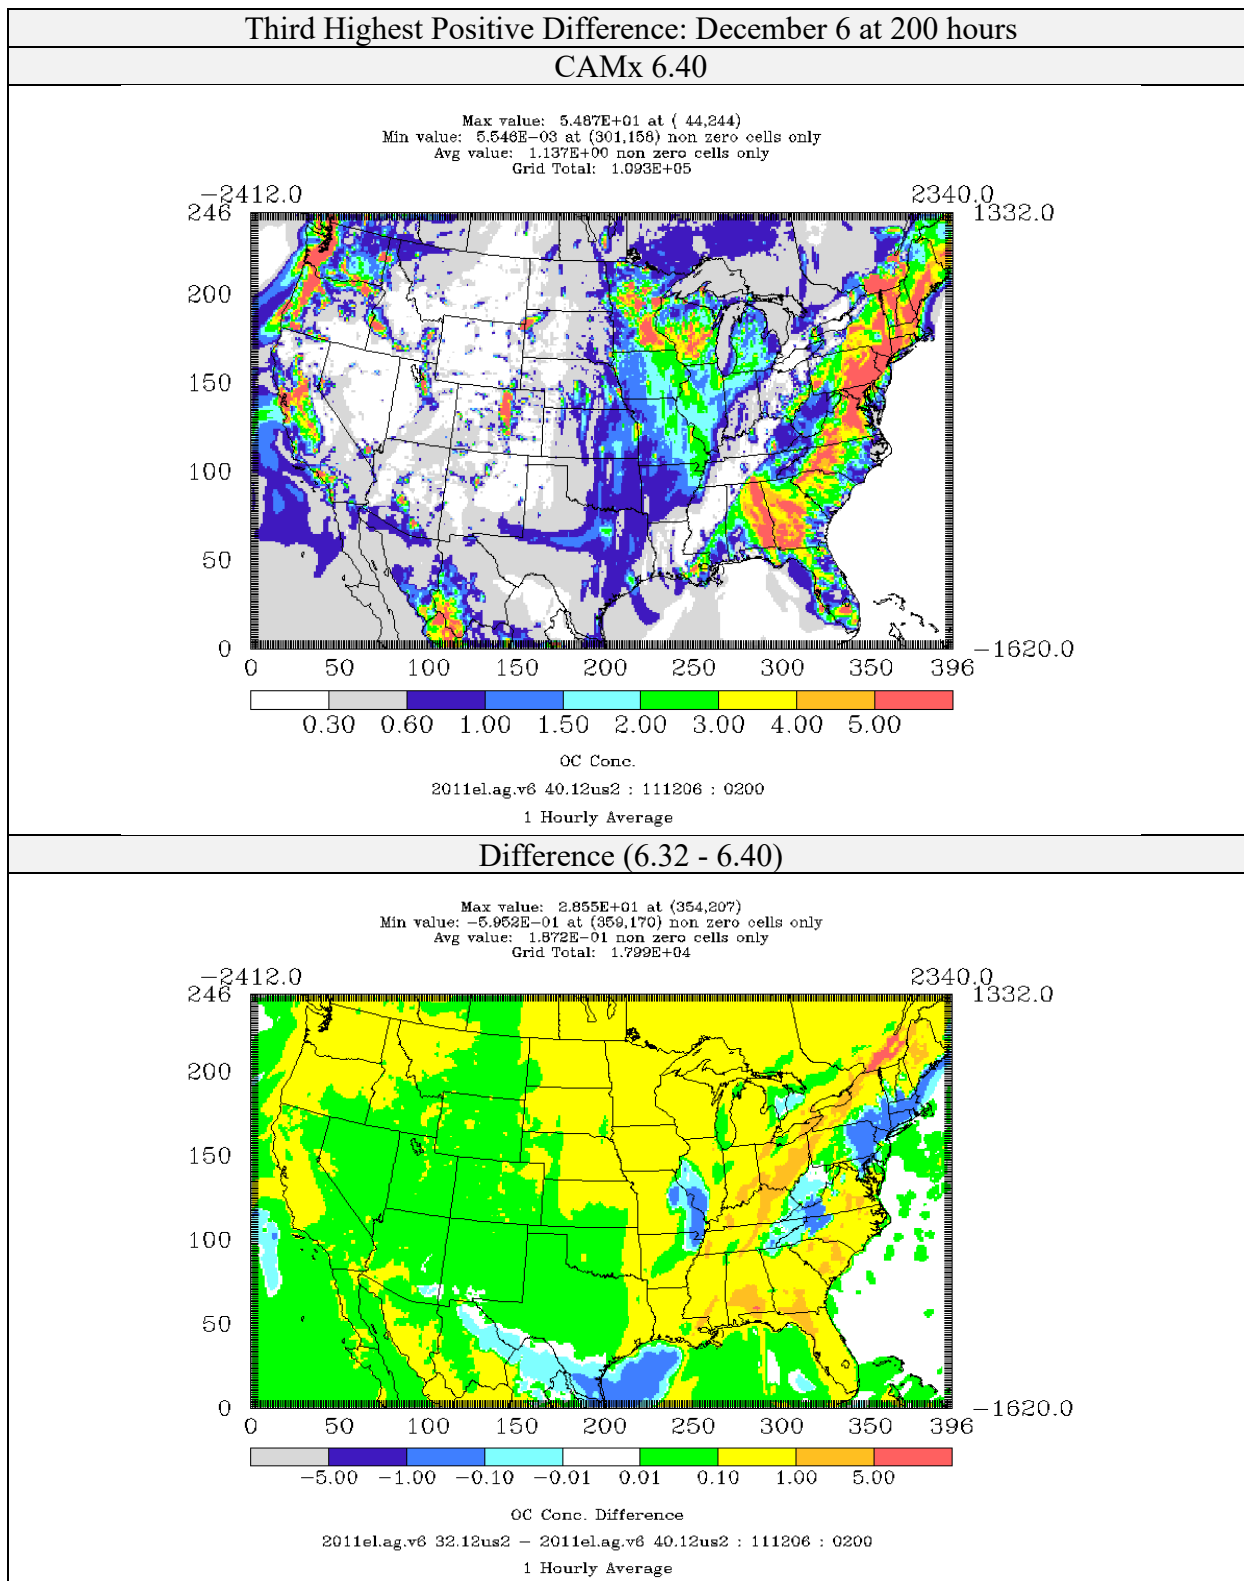 Third Highest Positive Difference: December 6 at 200 hours
CAMx 6.40
Max value: 5.487E+01 at ( 44,244)
Min value: 5.546E-03 at (301,158) non zero cells only
Avg value: 1.137E+00 non zero cells only
Grid Total: 1.093E+05
-2412.0 2340.0
246 1332.0
200
150
100
50
0 -1620.0
0 50 100 150 200 250 300 350 396
0.30 0.60 1.00 1.50 2.00 3.00 4.00 5.00
OC Conc.
2011el.ag.v6 40.12us2 : 111206 : 0200
1 Hourly Average
Difference (6.32 - 6.40)
Max value: 2.855E+01 at (354,207)
Min value: -5.952E-01 at (359,170) non zero cells only
Avg value: 1.872E-01 non zero cells only
Grid Total: 1.799E+04
-2412.0 2340.0
246 1332.0
200
150
100
50
0 -1620.0
0 50 100 150 200 250 300 350 396
-5.00 -1.00 -0.10 -0.01 0.01 0.10 1.00 5.00
OC Conc. Difference
2011el.ag.v6 32.12us2 - 2011el.ag.v6 40.12us2 : 111206 : 0200
1 Hourly Average